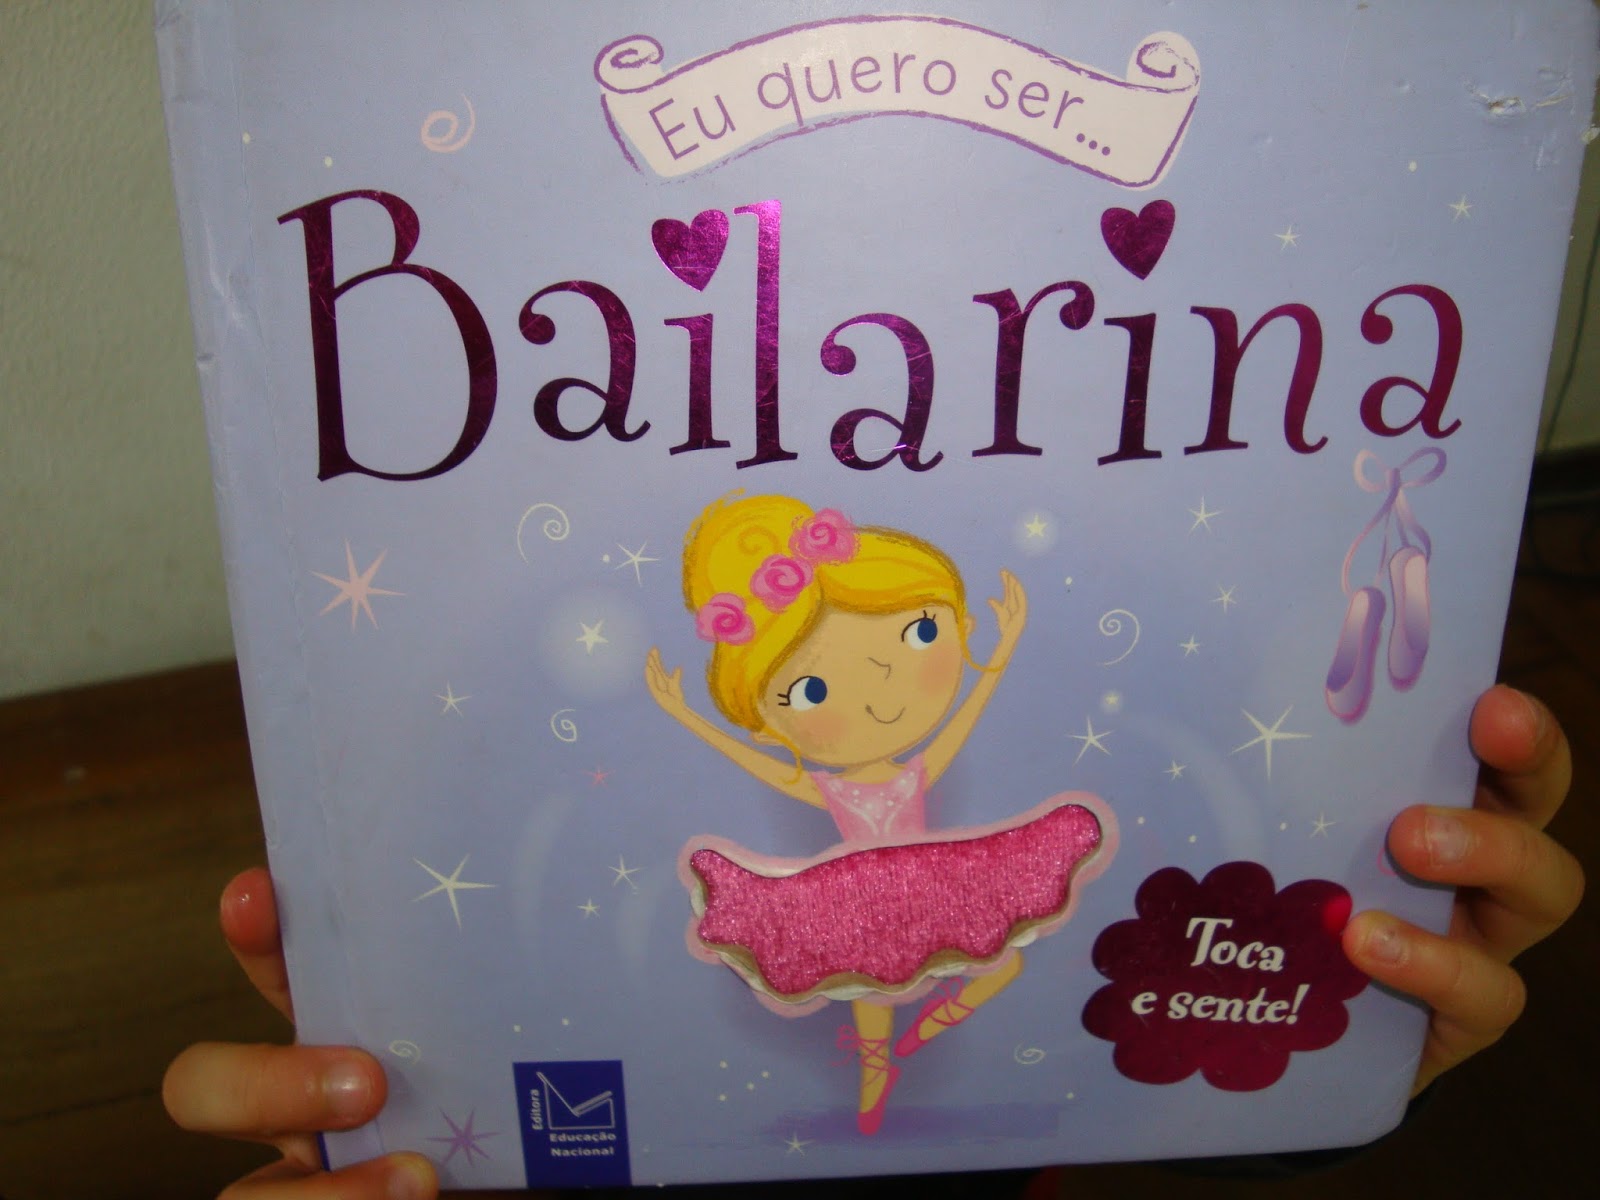 Eu quero ser...
Bailarina
Toca
e sente!
Editora
Educação
Nacional